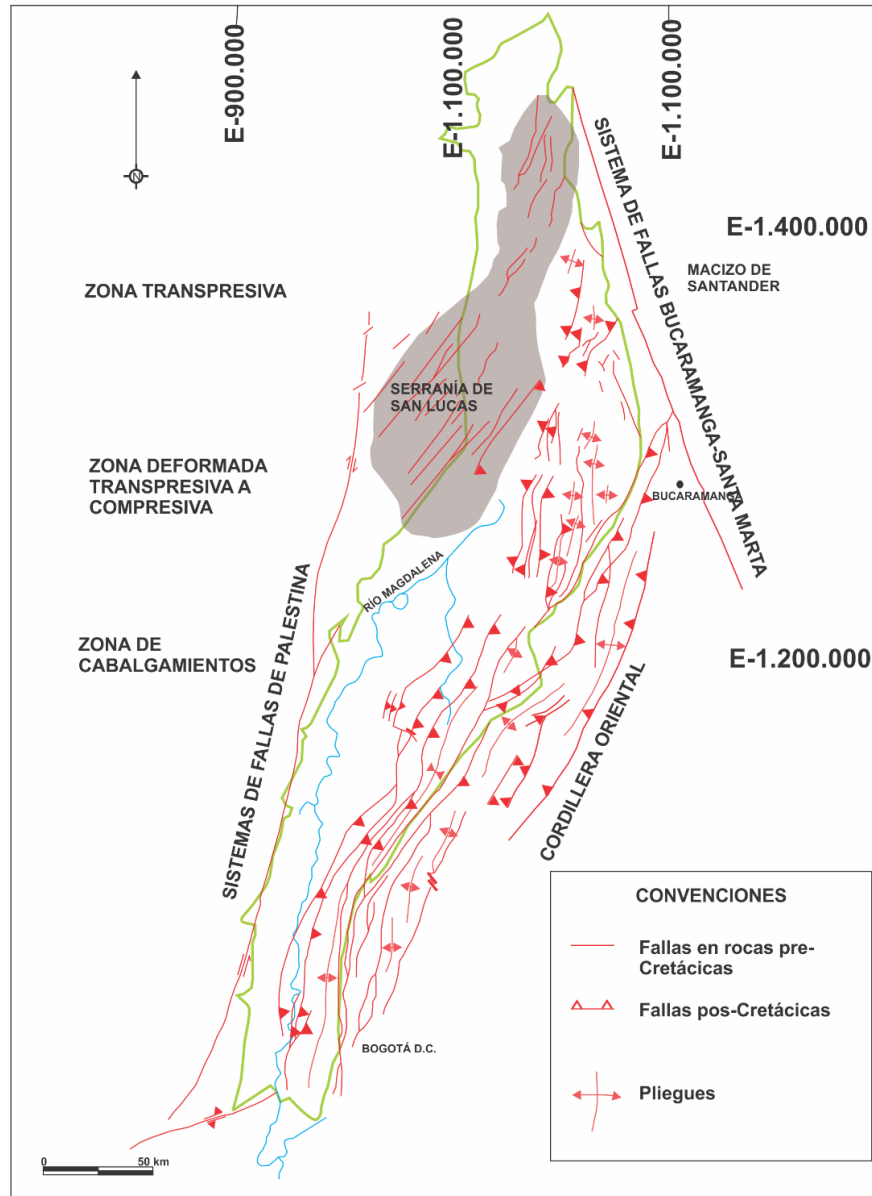 E-900.000
E-1.100.000
E-1.100.000
N
SISTEMA DE FALLAS BUCARAMANGA-SANTA MARTA
E-1.400.000
MACIZO DE
SANTANDER
ZONA TRANSPRESIVA
SERRANÍA DE
SAN LUCAS
ZONA DEFORMADA
TRANSPRESIVA A
COMPRESIVA
BUCARAMANGA
RÍO MAGDALENA
ZONA DE
CABALGAMIENTOS
E-1.200.000
SISTEMAS DE FALLAS DE PALESTINA
CORDILLERA ORIENTAL
CONVENCIONES
Fallas en rocas pre-
Cretácicas
Fallas pos-Cretácicas
Pliegues
BOGOTÁ D.C.
0 50 km